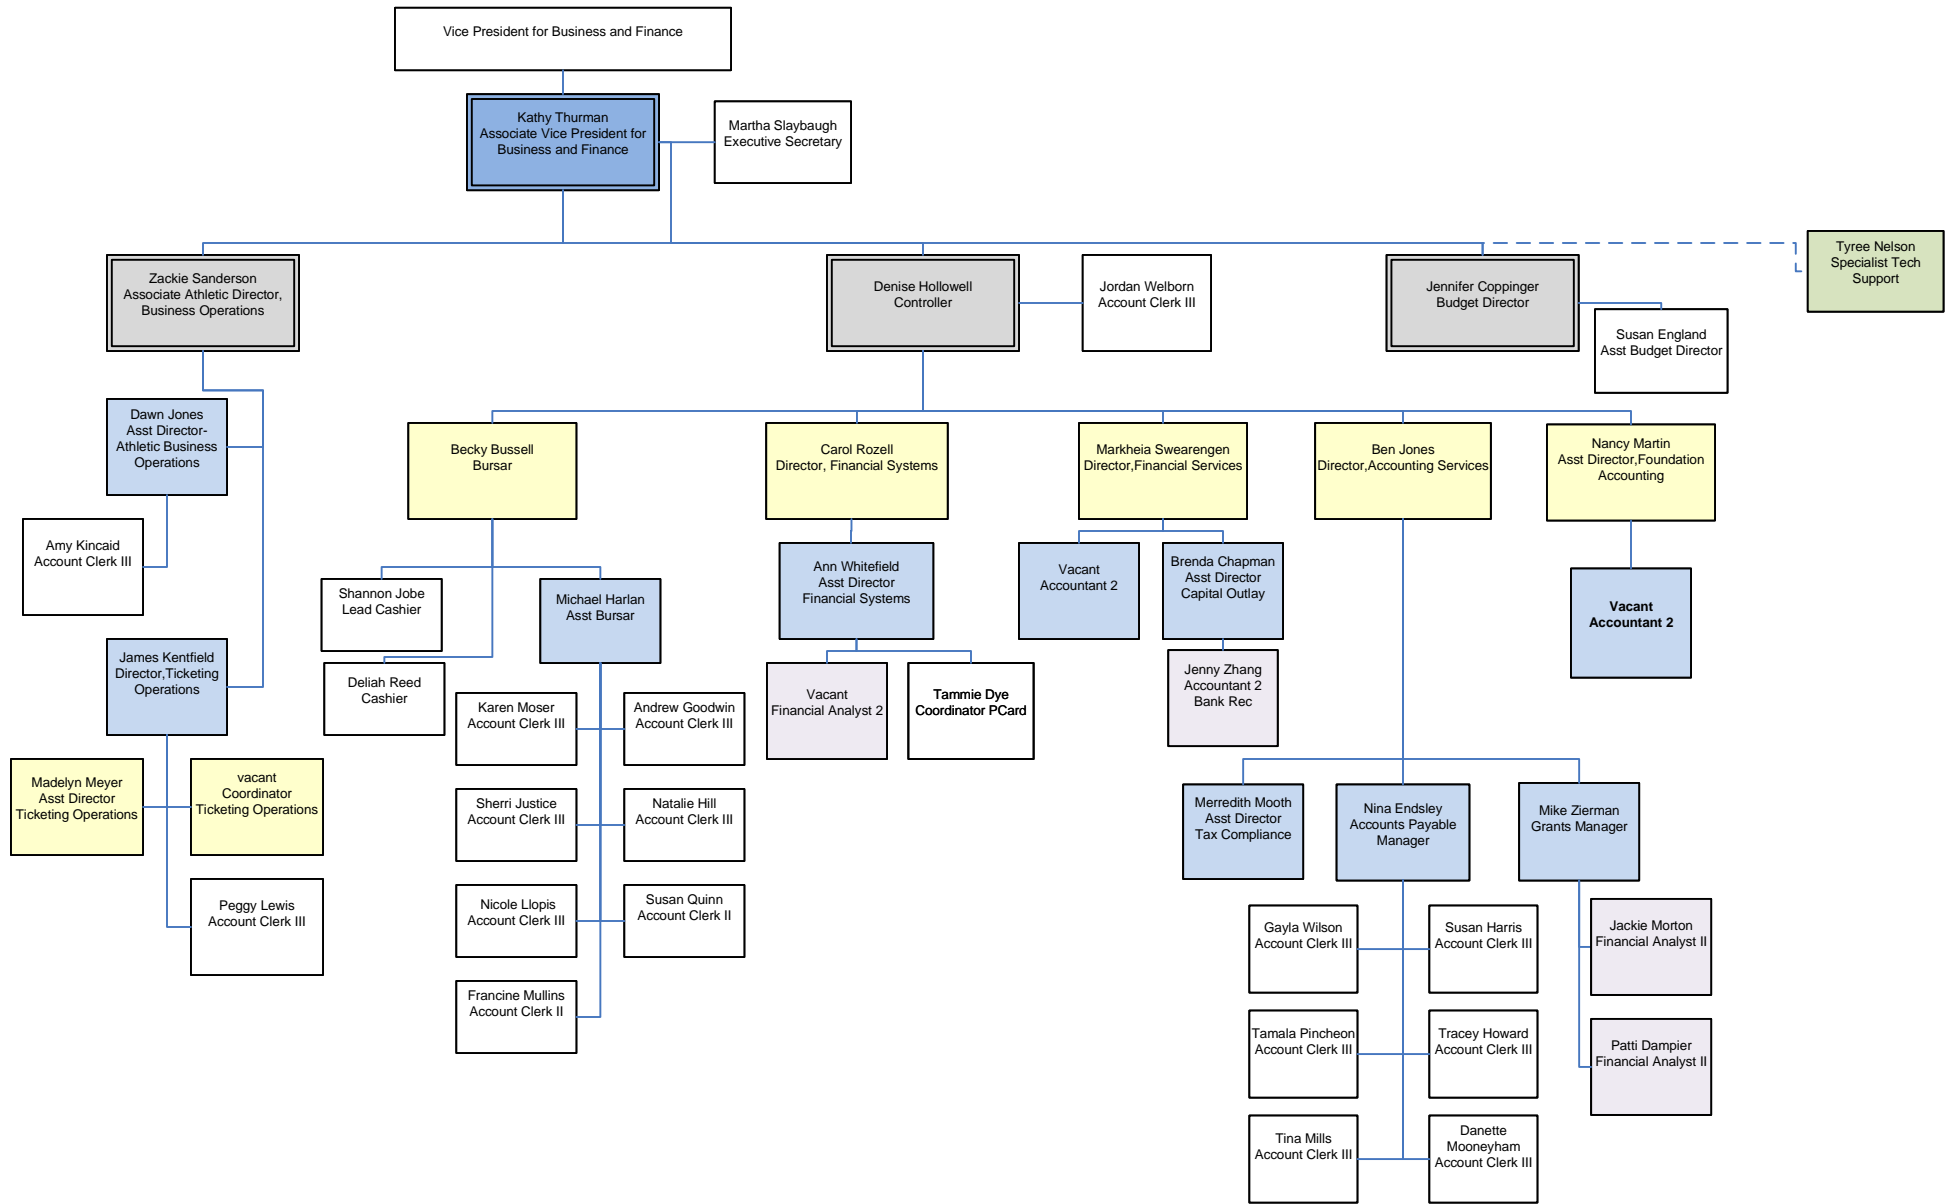 Vice President for Business and Finance
Kathy Thurman
Associate Vice President for
Business and Finance
Martha Slaybaugh
Executive Secretary
Tyree Nelson
Specialist Tech
Support
Zackie Sanderson
Associate Athletic Director,
Business Operations
Denise Hollowell
Controller
Jordan Welborn
Account Clerk III
Jennifer Coppinger
Budget Director
Susan England
Asst Budget Director
Dawn Jones
Asst Director-
Athletic Business
Operations
Amy Kincaid
Account Clerk III
James Kentfield
Director,Ticketing
Operations
Madelyn Meyer
Asst Director
Ticketing Operations
vacant
Coordinator
Ticketing Operations
Peggy Lewis
Account Clerk III
Becky Bussell
Bursar
Shannon Jobe
Lead Cashier
Deliah Reed
Cashier
Michael Harlan
Asst Bursar
Karen Moser
Account Clerk III
Andrew Goodwin
Account Clerk III
Sherri Justice
Account Clerk III
Natalie Hill
Account Clerk III
Nicole Llopis
Account Clerk III
Susan Quinn
Account Clerk II
Francine Mullins
Account Clerk II
Carol Rozell
Director, Financial Systems
Ann Whitefield
Asst Director
Financial Systems
Vacant
Financial Analyst 2
Tammie Dye
Coordinator PCard
Markheia Swearengen
Director,Financial Services
Vacant
Accountant 2
Brenda Chapman
Asst Director
Capital Outlay
Jenny Zhang
Accountant 2
Bank Rec
Ben Jones
Director,Accounting Services
Merredith Mooth
Asst Director
Tax Compliance
Nina Endsley
Accounts Payable
Manager
Mike Zierman
Grants Manager
Gayla Wilson
Account Clerk III
Susan Harris
Account Clerk III
Tamala Pincheon
Account Clerk III
Tracey Howard
Account Clerk III
Tina Mills
Account Clerk III
Danette
Mooneyham
Account Clerk III
Jackie Morton
Financial Analyst II
Patti Dampier
Financial Analyst II
Nancy Martin
Asst Director,Foundation
Accounting
Vacant
Accountant 2